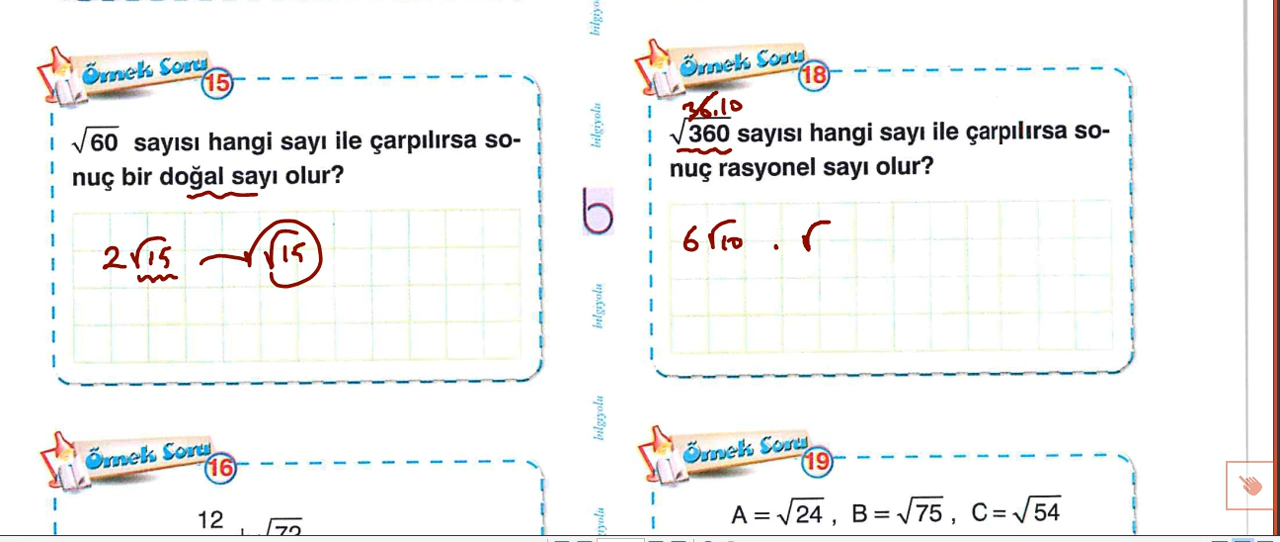 Örnek Soru 15
√60 sayısı hangi sayı ile çarpılırsa so-
nuç bir doğal sayı olur?
2√15 √15
Örnek Soru 16
12
bilgiyolu
bilgiyolu
bilgiyolu
Örnek Soru 18
36.10
√360 sayısı hangi sayı ile çarpılırsa so-
nuç rasyonel sayı olur?
6√10 . √
Örnek Soru 19
A = √24 , B = √75 , C = √54